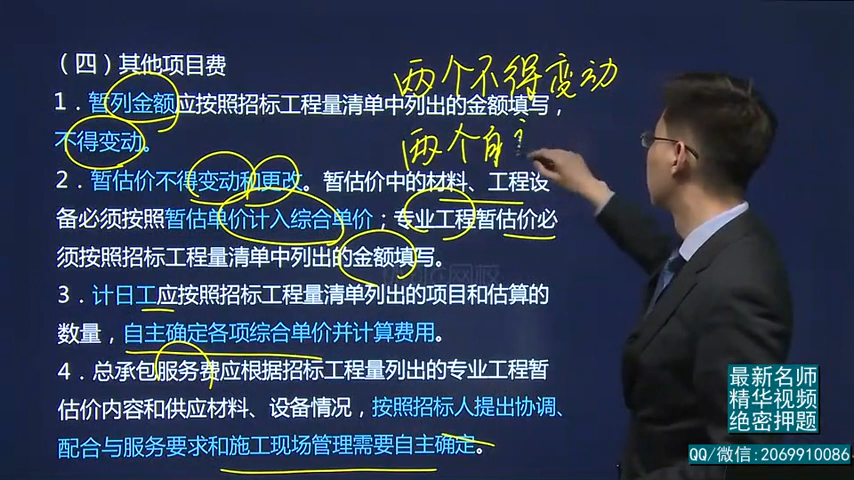 （四）其他项目费
两个不得变动
1．暂列金额应按照招标工程量清单中列出的金额填写，
不得变动。
两个自
2．暂估价不得变动和更改。暂估价中的材料、工程设
备必须按照暂估单价计入综合单价；专业工程暂估价必
须按照招标工程量清单中列出的金额填写。
3．计日工应按照招标工程量清单列出的项目和估算的
数量，自主确定各项综合单价并计算费用。
4．总承包服务费应根据招标工程量列出的专业工程暂
估价内容和供应材料、设备情况，按照招标人提出协调、
配合与服务要求和施工现场管理需要自主确定。
最新名师
精华视频
绝密押题
QQ/微信:2069910086